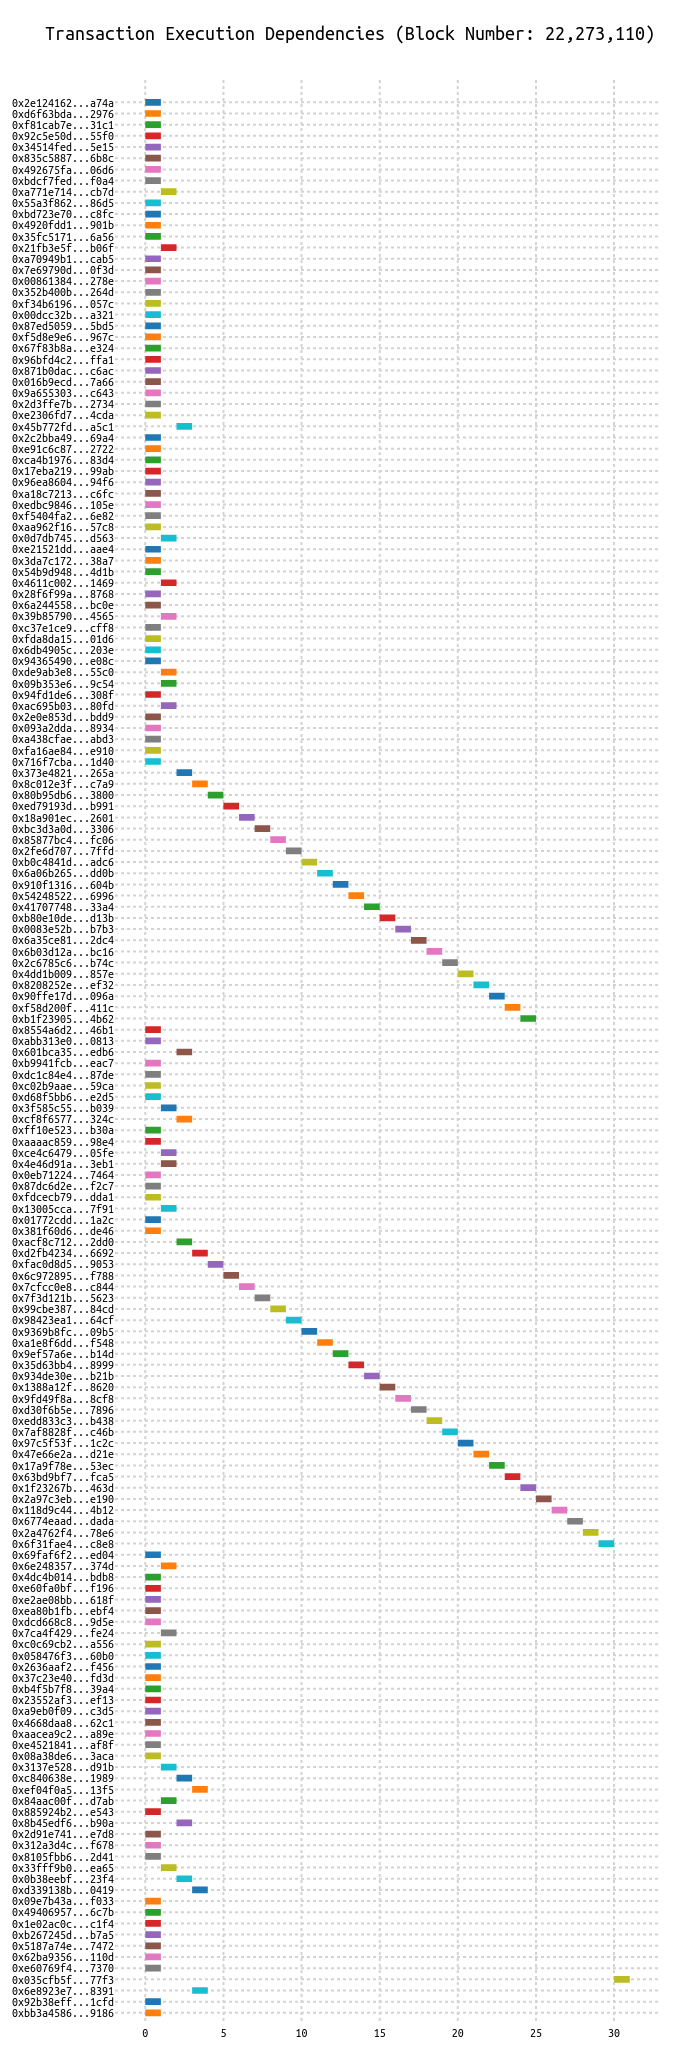 Transaction Execution Dependencies (Block Number: 22,273,110)
0x2e124162...a74a
0xd6f63bda...2976
0xf81cab7e...31c1
0x92c5e50d...55f0
0x34514fed...5e15
0x835c5887...6b8c
0x492675fa...06d6
0xbdcf7fed...f0a4
0xa771e714...cb7d
0x55a3f862...86d5
0xbd723e70...c8fc
0x4920fdd1...901b
0x35fc5171...6a56
0x21fb3e5f...b06f
0xa70949b1...cab5
0x7e69790d...0f3d
0x00861384...278e
0x352b400b...264d
0xf34b6196...057c
0x00dcc32b...a321
0x87ed5059...5bd5
0xf5d8e9e6...967c
0x67f83b8a...e324
0x96bfd4c2...ffa1
0x871b0dac...c6ac
0x016b9ecd...7a66
0x9a655303...c643
0x2d3ffe7b...2734
0xe2306fd7...4cda
0x45b772fd...a5c1
0x2c2bba49...69a4
0xe91c6c87...2722
0xca4b1976...83d4
0x17eba219...99ab
0x96ea8604...94f6
0xa18c7213...c6fc
0xedbc9846...105e
0xf5404fa2...6e82
0xaa962f16...57c8
0x0d7db745...d563
0xe21521dd...aae4
0x3da7c172...38a7
0x54b9d948...4d1b
0x4611c002...1469
0x28f6f99a...8768
0x6a244558...bc0e
0x39b85790...4565
0xc37e1ce9...cff8
0xfda8da15...01d6
0x6db4905c...203e
0x94365490...e08c
0xde9ab3e8...55c0
0x09b353e6...9c54
0x94fd1de6...308f
0xac695b03...80fd
0x2e0e853d...bdd9
0x093a2dda...8934
0xa438cfae...abd3
0xfa16ae84...e910
0x716f7cba...1d40
0x373e4821...265a
0x8c012e3f...c7a9
0x80b95db6...3800
0xed79193d...b991
0x18a901ec...2601
0xbc3d3a0d...3306
0x85877bc4...fc06
0x2fe6d707...7ffd
0xb0c4841d...adc6
0x6a06b265...dd0b
0x910f1316...604b
0x54248522...6996
0x41707748...33a4
0xb80e10de...d13b
0x0083e52b...b7b3
0x6a35ce81...2dc4
0x6b03d12a...bc16
0x2c6785c6...b74c
0x4dd1b009...857e
0x8208252e...ef32
0x90ffe17d...096a
0xf58d200f...411c
0xb1f23905...4b62
0x8554a6d2...46b1
0xabb313e0...0813
0x601bca35...edb6
0xb9941fcb...eac7
0xdc1c84e4...87de
0xc02b9aae...59ca
0xd68f5bb6...e2d5
0x3f585c55...b039
0xcf8f6577...324c
0xff10e523...b30a
0xaaaac859...98e4
0xce4c6479...05fe
0x4e46d91a...3eb1
0x0eb71224...7464
0x87dc6d2e...f2c7
0xfdcecb79...dda1
0x13005cca...7f91
0x01772cdd...1a2c
0x381f60d6...de46
0xacf8c712...2dd0
0xd2fb4234...6692
0xfac0d8d5...9053
0x6c972895...f788
0x7cfcc0e8...c844
0x7f3d121b...5623
0x99cbe387...84cd
0x98423ea1...64cf
0x9369b8fc...09b5
0xa1e8f6dd...f548
0x9ef57a6e...b14d
0x35d63bb4...8999
0x934de30e...b21b
0x1388a12f...8620
0x9fd49f8a...8cf8
0xd30f6b5e...7896
0xedd833c3...b438
0x7af8828f...c46b
0x97c5f53f...1c2c
0x47e66e2a...d21e
0x17a9f78e...53ec
0x63bd9bf7...fca5
0x1f23267b...463d
0x2a97c3eb...e190
0x118d9c44...4b12
0x6774eaad...dada
0x2a4762f4...78e6
0x6f31fae4...c8e8
0x69faf6f2...ed04
0x6e248357...374d
0x4dc4b014...bdb8
0xe60fa0bf...f196
0xe2ae08bb...618f
0xea80b1fb...ebf4
0xdcd668c8...9d5e
0x7ca4f429...fe24
0xc0c69cb2...a556
0x058476f3...60b0
0x2636aaf2...f456
0x37c23e40...fd3d
0xb4f5b7f8...39a4
0x23552af3...ef13
0xa9eb0f09...c3d5
0x4668daa8...62c1
0xaacea9c2...a89e
0xe4521841...af8f
0x08a38de6...3aca
0x3137e528...d91b
0xc840638e...1989
0xef04f0a5...13f5
0x84aac00f...d7ab
0x885924b2...e543
0x8b45edf6...b90a
0x2d91e741...e7d8
0x312a3d4c...f678
0x8105fbb6...2d41
0x33fff9b0...ea65
0x0b38eebf...23f4
0xd339138b...0419
0x09e7b43a...f033
0x49406957...6c7b
0x1e02ac0c...c1f4
0xb267245d...b7a5
0x5187a74e...7472
0x62ba9356...110d
0xe60769f4...7370
0x035cfb5f...77f3
0x6e8923e7...8391
0x92b38eff...1cfd
0xbb3a4586...9186
0 5 10 15 20 25 30